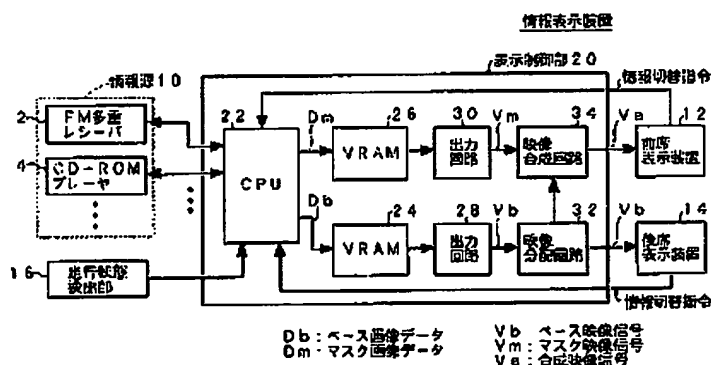 情報表示装置
表示制御部20
情報源10
情報切替指令
2
FM多重
レシーバ
4
CD-ROM
プレーヤ
16
走行状態
検出部
22
CPU
Dm
Db
26
VRAM
24
VRAM
30
出力
回路
28
出力
回路
Vm
Vb
34
映像
合成回路
32
映像
分配回路
Va
Vb
12
前席
表示装置
14
後席
表示装置
情報切替指令
Db:ベース画像データ
Dm:マスク画像データ
Vb ベース映像信号
Vm:マスク映像信号
Va:合成映像信号